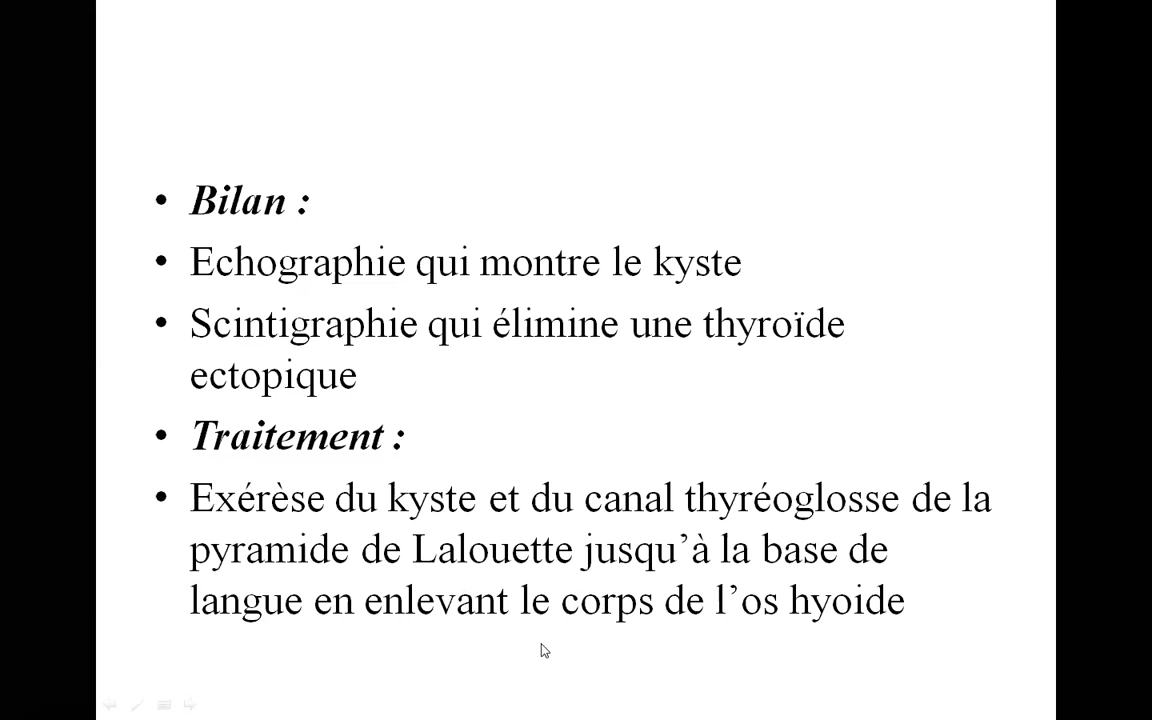 • Bilan :
• Echographie qui montre le kyste
• Scintigraphie qui élimine une thyroïde
ectopique
• Traitement :
• Exérèse du kyste et du canal thyréoglosse de la
pyramide de Lalouette jusqu’à la base de
langue en enlevant le corps de l’os hyoide